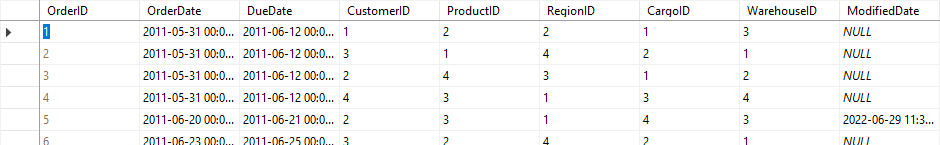 OrderID OrderDate DueDate CustomerID ProductID RegionID CargoID WarehouseID ModifiedDate
1 2011-05-31 00:0... 2011-06-12 00:0... 1 2 2 1 3 NULL
2 2011-05-31 00:0... 2011-06-12 00:0... 3 1 4 2 1 NULL
3 2011-05-31 00:0... 2011-06-12 00:0... 2 4 3 1 2 NULL
4 2011-05-31 00:0... 2011-06-12 00:0... 4 3 1 3 4 NULL
5 2011-06-20 00:0... 2011-06-21 00:0... 2 3 1 4 3 2022-06-29 11:3...
6 2011-06-23 00:0... 2011-06-25 00:0... 3 2 4 2 1 NULL